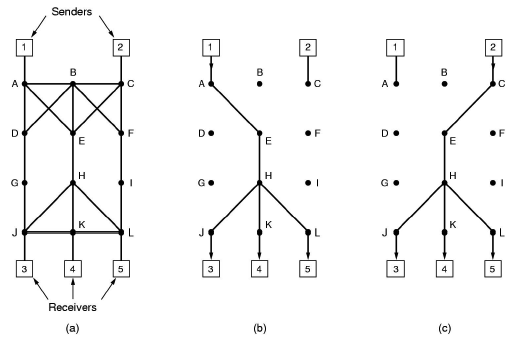 Senders
1 2 1 2 1 2
A B C A B C A B C
D E F D E F D E F
G H I G H I G H I
J K L J K L J K L
3 4 5 3 4 5 3 4 5
Receivers
(a) (b) (c)